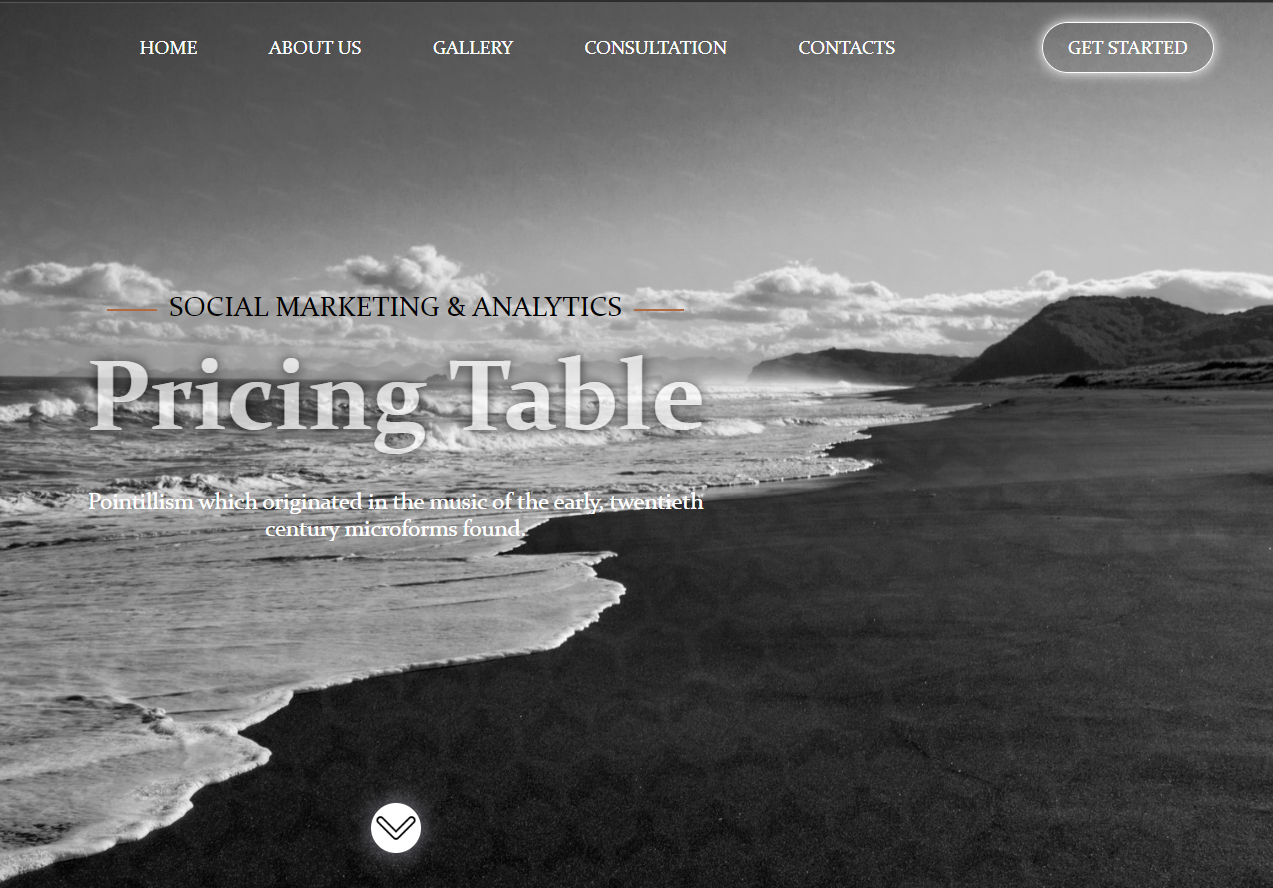 HOME
ABOUT US
GALLERY
CONSULTATION
CONTACTS
GET STARTED
SOCIAL MARKETING & ANALYTICS
Pricing Table
Pointillism which originated in the music of the early, twentieth
century microforms found.